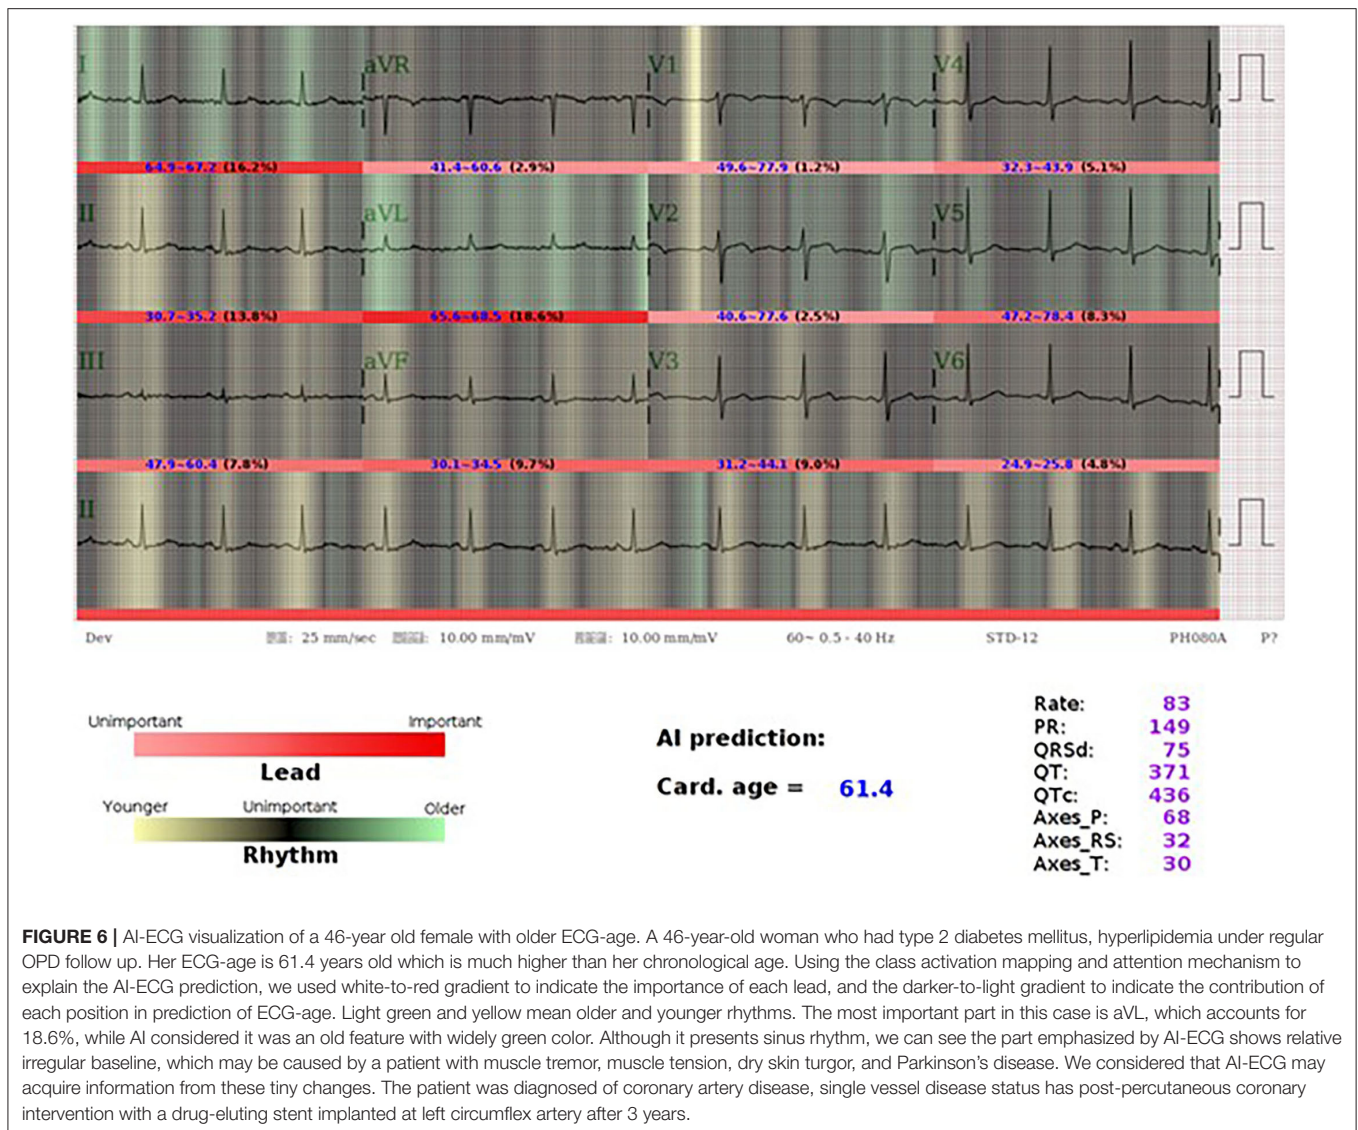 I aVR V1 V4
64.9~67.2 (16.2%) 41.4~60.6 (2.9%) 49.6~77.9 (1.2%) 32.3~43.9 (5.1%)
II aVL V2 V5
30.7~35.2 (13.8%) 65.6~68.5 (18.6%) 40.6~77.6 (2.5%) 47.2~78.4 (8.3%)
III aVF V3 V6
47.9~60.4 (7.8%) 30.1~34.5 (9.7%) 31.2~44.1 (9.0%) 24.9~25.8 (4.8%)
II
Dev : 25 mm/sec : 10.00 mm/mV : 10.00 mm/mV 60~ 0.5 - 40 Hz STD-12 PH080A P?
Unimportant Important
Lead
Younger Unimportant Older
Rhythm
AI prediction:
Card. age = 61.4
Rate: 83
PR: 149
QRSd: 75
QT: 371
QTc: 436
Axes_P: 68
Axes_RS: 32
Axes_T: 30
FIGURE 6 | AI-ECG visualization of a 46-year old female with older ECG-age. A 46-year-old woman who had type 2 diabetes mellitus, hyperlipidemia under regular
OPD follow up. Her ECG-age is 61.4 years old which is much higher than her chronological age. Using the class activation mapping and attention mechanism to
explain the AI-ECG prediction, we used white-to-red gradient to indicate the importance of each lead, and the darker-to-light gradient to indicate the contribution of
each position in prediction of ECG-age. Light green and yellow mean older and younger rhythms. The most important part in this case is aVL, which accounts for
18.6%, while AI considered it was an old feature with widely green color. Although it presents sinus rhythm, we can see the part emphasized by AI-ECG shows relative
irregular baseline, which may be caused by a patient with muscle tremor, muscle tension, dry skin turgor, and Parkinson's disease. We considered that AI-ECG may
acquire information from these tiny changes. The patient was diagnosed of coronary artery disease, single vessel disease status has post-percutaneous coronary
intervention with a drug-eluting stent implanted at left circumflex artery after 3 years.